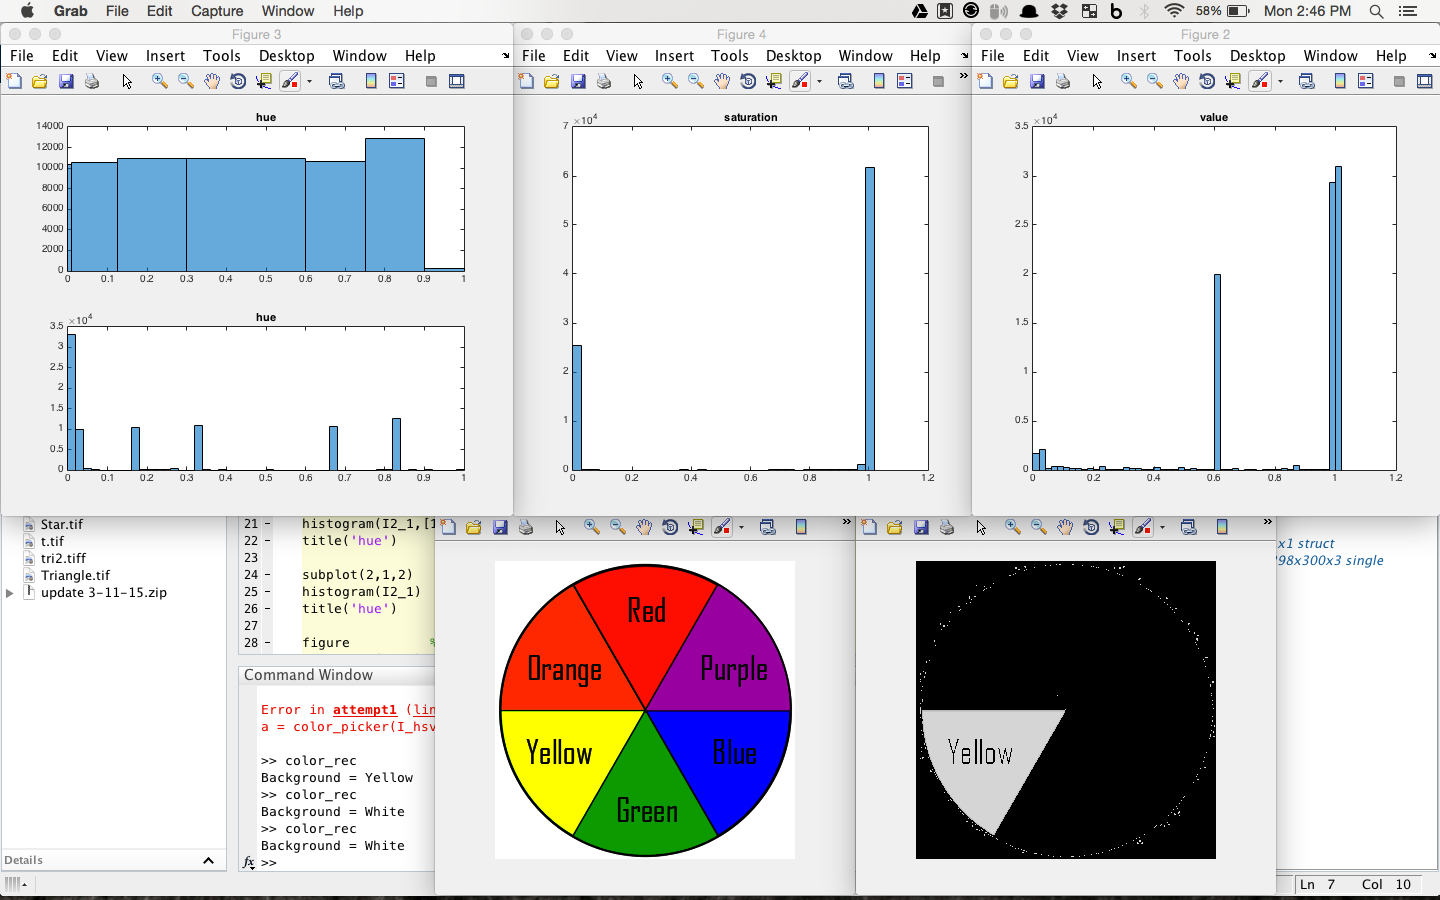 Grab File Edit Capture Window Help 58% Mon 2:46 PM
Figure 3
File Edit View Insert Tools Desktop Window Help
hue
14000
12000
10000
8000
6000
4000
2000
0
0 0.1 0.2 0.3 0.4 0.5 0.6 0.7 0.8 0.9 1
hue
×10^4
3.5
3
2.5
2
1.5
1
0.5
0
0 0.1 0.2 0.3 0.4 0.5 0.6 0.7 0.8 0.9 1
Figure 4
File Edit View Insert Tools Desktop Window Help
saturation
×10^4
7
6
5
4
3
2
1
0
0 0.2 0.4 0.6 0.8 1 1.2
Figure 2
File Edit View Insert Tools Desktop Window Help
value
×10^4
3.5
3
2.5
2
1.5
1
0.5
0
0 0.2 0.4 0.6 0.8 1 1.2
Star.tif
t.tif
tri2.tiff
Triangle.tif
update 3-11-15.zip
Details
21 - histogram(I2_1,[1
22 - title('hue')
23
24 - subplot(2,1,2)
25 - histogram(I2_1)
26 - title('hue')
27
28 - figure %
Command Window
Error in attempt1 (lin
a = color_picker(I_hsv
>> color_rec
Background = Yellow
>> color_rec
Background = White
>> color_rec
Background = White
fx >>
Red
Orange
Purple
Yellow
Blue
Green
Yellow
x1 struct
98x300x3 single
Ln 7 Col 10